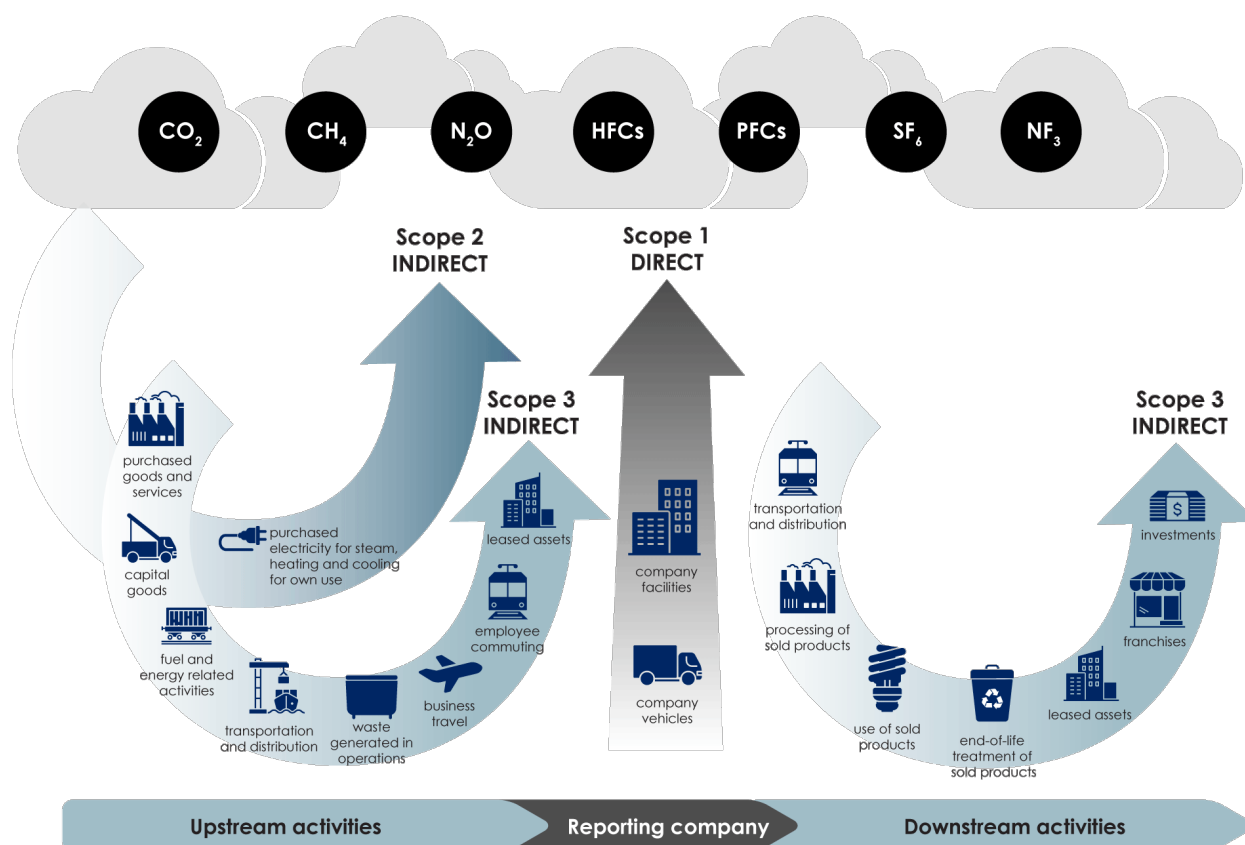 CO₂
CH₄
N₂O
HFCs
PFCs
SF₆
NF₃
Scope 2
INDIRECT
Scope 1
DIRECT
Scope 3
INDIRECT
Scope 3
INDIRECT
purchased
goods and
services
capital
goods
fuel and
energy related
activities
transportation
and distribution
waste
generated in
operations
business
travel
employee
commuting
leased assets
purchased
electricity for steam,
heating and cooling
for own use
company
facilities
company
vehicles
transportation
and distribution
processing of
sold products
use of sold
products
end-of-life
treatment of
sold products
leased assets
franchises
$
investments
Upstream activities
Reporting company
Downstream activities